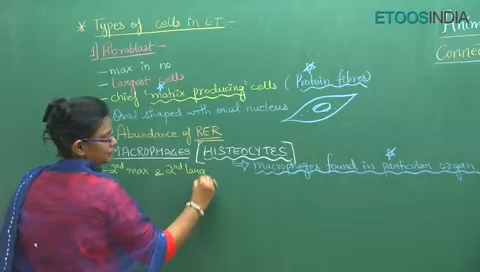 ETOOSINDIA
* Types of cells in CT -
Anim
Connec
1] Fibroblast -
- max in no
- Largest cells
- chief 'matrix producing' cells ( Protein fibres )
Oval shaped with oval nucleus
Abundance of RER
MACROPHAGES [HISTEOCYTES]
↳ Macrophages found in particular organ
- 2nd max & 2nd larg